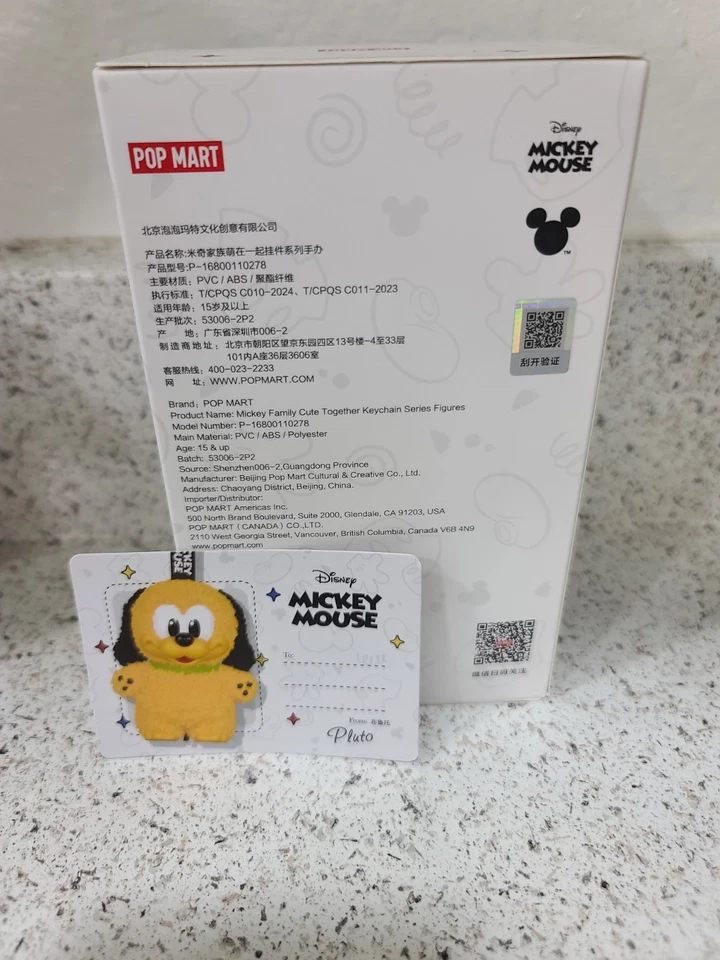 POP MART
Disney
MICKEY
MOUSE
TM
北京泡泡玛特文化创意有限公司
产品名称:米奇家族萌在一起挂件系列手办
产品型号:P-16800110278
主要材质：PVC / ABS / 聚酯纤维
执行标准：T/CPQS C010-2024、T/CPQS C011-2023
适用年龄：15岁及以上
生产批次：53006-2P2
产 地：广东省深圳市006-2
制造商地址：北京市朝阳区望京东园四区13号楼-4至33层
101内A座36层3606室
客服热线：400-023-2233
网 址：WWW.POPMART.COM
刮开验证
Brand：POP MART
Product Name: Mickey Family Cute Together Keychain Series Figures
Model Number: P-16800110278
Main Material: PVC / ABS / Polyester
Age: 15 & up
Batch: 53006-2P2
Source: Shenzhen006-2,Guangdong Province
Manufacturer: Beijing Pop Mart Cultural & Creative Co., Ltd.
Address: Chaoyang District, Beijing, China.
Importer/Distributor:
POP MART Americas Inc.
500 North Brand Boulevard, Suite 2000, Glendale, CA 91203, USA
POP MART (CANADA) CO.,LTD.
2110 West Georgia Street, Vancouver, British Columbia, Canada V6B 4N9
www.popmart.com
微信扫码关注
Disney
MICKEY
MOUSE
To:
From: 布鲁托
Pluto